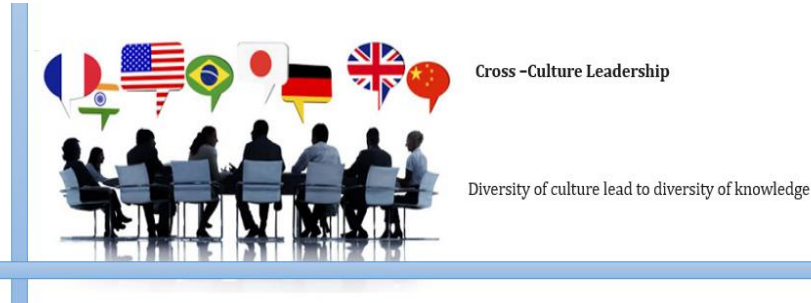 Cross –Culture Leadership
Diversity of culture lead to diversity of knowledge